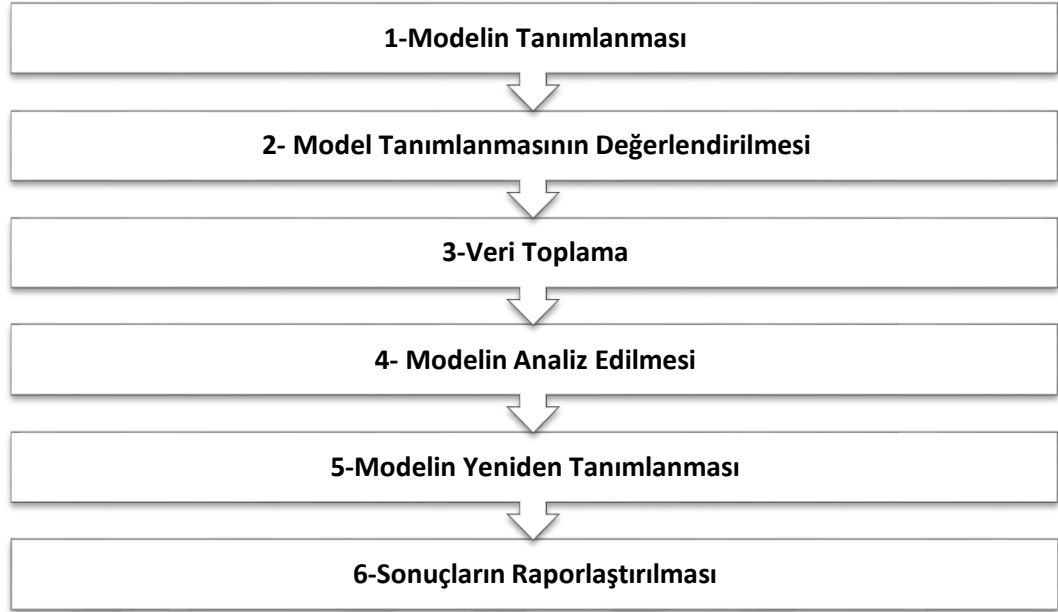 1-Modelin Tanımlanması
2- Model Tanımlanmasının Değerlendirilmesi
3-Veri Toplama
4- Modelin Analiz Edilmesi
5-Modelin Yeniden Tanımlanması
6-Sonuçların Raporlaştırılması